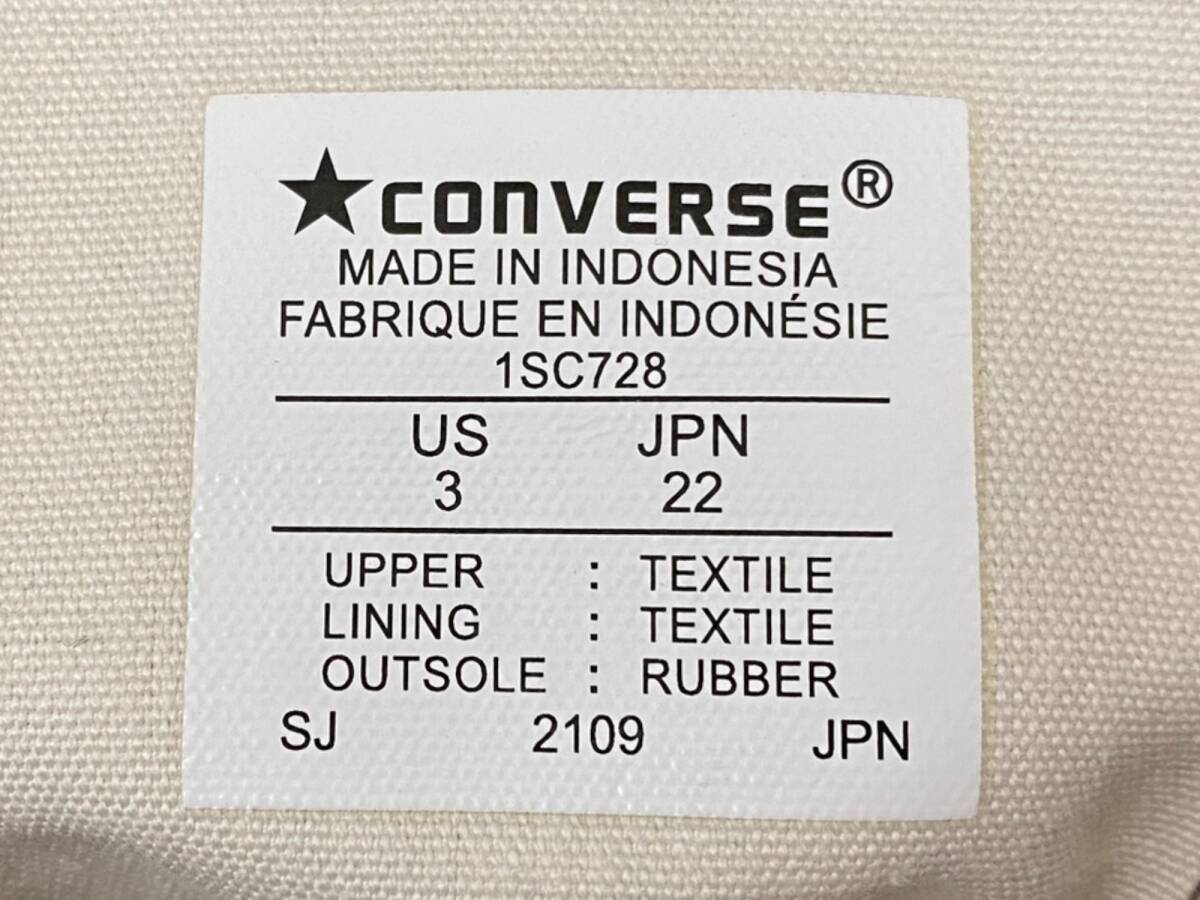 ★CONVERSE®
MADE IN INDONESIA
FABRIQUE EN INDONÉSIE
1SC728
US JPN
3 22
UPPER : TEXTILE
LINING : TEXTILE
OUTSOLE : RUBBER
SJ 2109 JPN